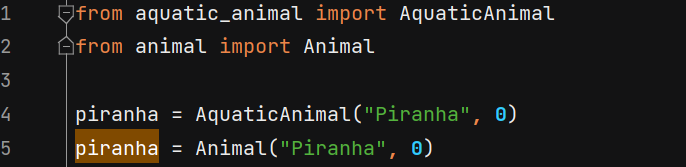 1 from aquatic_animal import AquaticAnimal
2 from animal import Animal
3
4 piranha = AquaticAnimal("Piranha", 0)
5 piranha = Animal("Piranha", 0)